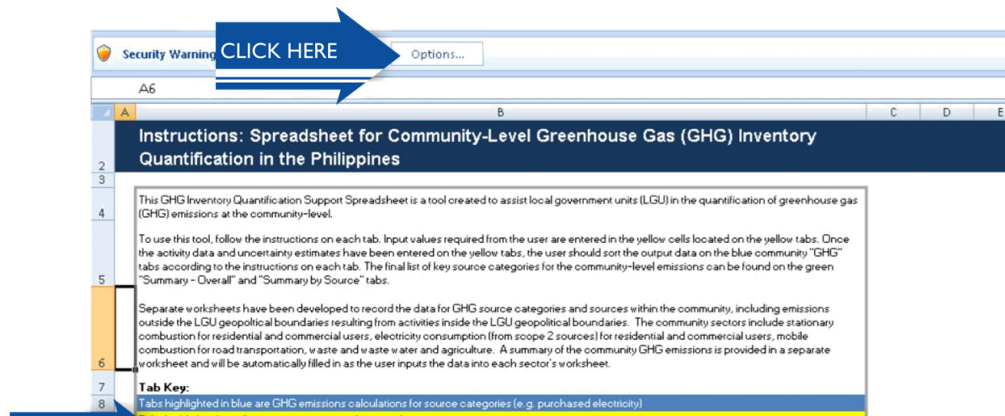 CLICK HERE
Security Warning
Options...
A6
A
B
C
D
E
2
Instructions: Spreadsheet for Community-Level Greenhouse Gas (GHG) Inventory
Quantification in the Philippines
3
4
This GHG Inventory Quantification Support Spreadsheet is a tool created to assist local government units (LGU) in the quantification of greenhouse gas
(GHG) emissions at the community-level.
5
To use this tool, follow the instructions on each tab. Input values required from the user are entered in the yellow cells located on the yellow tabs. Once
the activity data and uncertainty estimates have been entered on the yellow tabs, the user should sort the output data on the blue community "GHG"
tabs according to the instructions on each tab. The final list of key source categories for the community-level emissions can be found on the green
"Summary - Overall" and "Summary by Source" tabs.
6
Separate worksheets have been developed to record the data for GHG source categories and sources within the community, including emissions
outside the LGU geopolitical boundaries resulting from activities inside the LGU geopolitical boundaries. The community sectors include stationary
combustion for residential and commercial users, electricity consumption (from scope 2 sources) for residential and commercial users, mobile
combustion for road transportation, waste and waste water and agriculture. A summary of the community GHG emissions is provided in a separate
worksheet and will be automatically filled in as the user inputs the data into each sector's worksheet.
7
Tab Key:
8
Tabs highlighted in blue are GHG emissions calculations for source categories (e.g. purchased electricity)